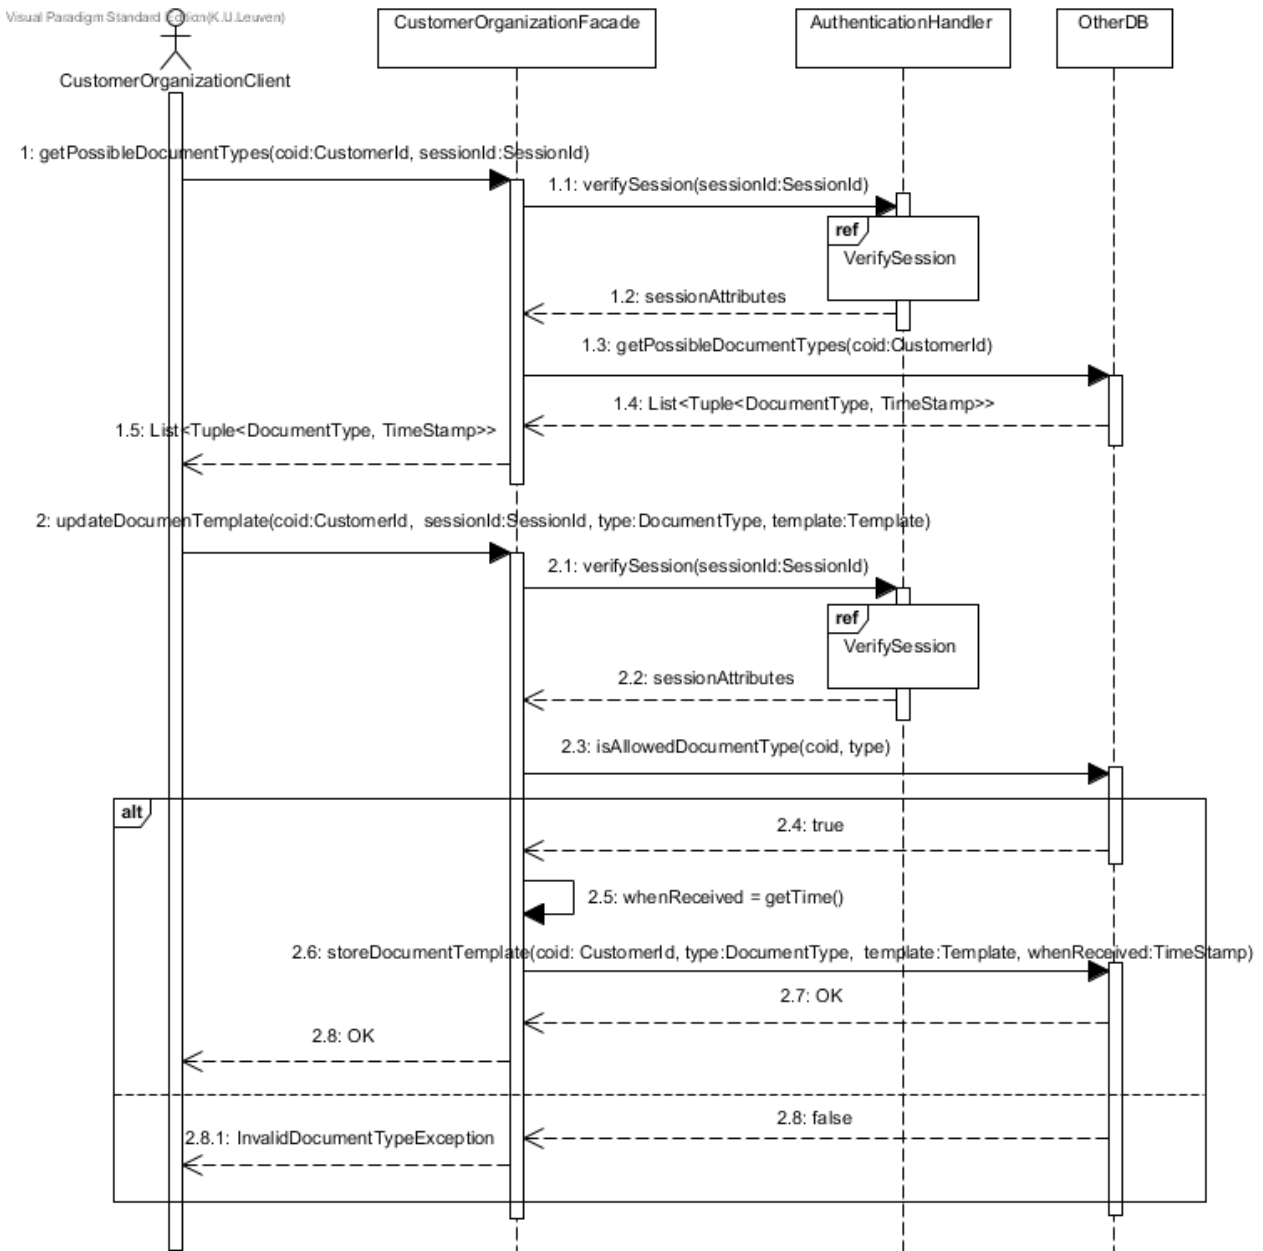 Visual Paradigm Standard Edition(K.U.Leuven)
CustomerOrganizationClient
CustomerOrganizationFacade
AuthenticationHandler
OtherDB
1: getPossibleDocumentTypes(coid:CustomerId, sessionId:SessionId)
1.1: verifySession(sessionId:SessionId)
ref
VerifySession
1.2: sessionAttributes
1.3: getPossibleDocumentTypes(coid:CustomerId)
1.4: List<Tuple<DocumentType, TimeStamp>>
1.5: List<Tuple<DocumentType, TimeStamp>>
2: updateDocumenTemplate(coid:CustomerId, sessionId:SessionId, type:DocumentType, template:Template)
2.1: verifySession(sessionId:SessionId)
ref
VerifySession
2.2: sessionAttributes
2.3: isAllowedDocumentType(coid, type)
alt
2.4: true
2.5: whenReceived = getTime()
2.6: storeDocumentTemplate(coid: CustomerId, type:DocumentType, template:Template, whenReceived:TimeStamp)
2.7: OK
2.8: OK
2.8: false
2.8.1: InvalidDocumentTypeException